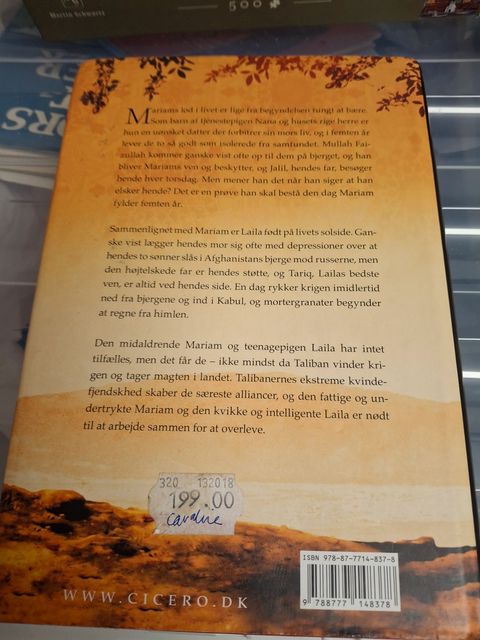 Martin Schwartz
500
ORS
Mariams lod i livet er lige fra begyndelsen tungt at bære.
Som barn af tjenestepigen Nana og husets rige herre er
hun en uønsket datter der forbitrer sin mors liv, og i femten år
lever de to så godt som isolerede fra samfundet. Mullah Fai-
zullah kommer ganske vist ofte op til dem på bjerget, og han
bliver Mariams ven og beskytter, og Jalil, hendes far, besøger
hende hver torsdag. Men mener han det når han siger at han
elsker hende? Det er en prøve han skal bestå den dag Mariam
fylder femten år.
Sammenlignet med Mariam er Laila født på livets solside. Gan-
ske vist lægger hendes mor sig ofte med depressioner over at
hendes to sønner slås i Afghanistans bjerge mod russerne, men
den højtelskede far er hendes støtte, og Tariq, Lailas bedste
ven, er altid ved hendes side. En dag rykker krigen imidlertid
ned fra bjergene og ind i Kabul, og mortergranater begynder
at regne fra himlen.
Den midaldrende Mariam og teenagepigen Laila har intet
tilfælles, men det får de – ikke mindst da Taliban vinder kri-
gen og tager magten i landet. Talibanernes ekstreme kvinde-
fjendskhed skaber de særeste alliancer, og den fattige og un-
dertrykte Mariam og den kvikke og intelligente Laila er nødt
til at arbejde sammen for at overleve.
320 132018
199.00
Caroline
ISBN 978-87-7714-837-8
9 788777 148378
WWW.CICERO.DK